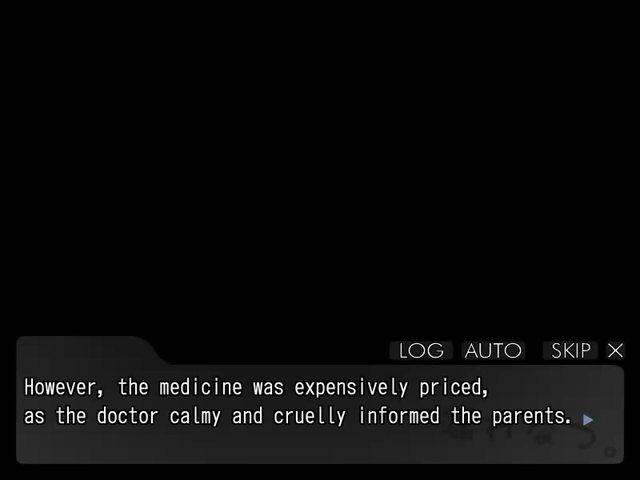 LOG AUTO SKIP X
However, the medicine was expensively priced,
as the doctor calmy and cruelly informed the parents.